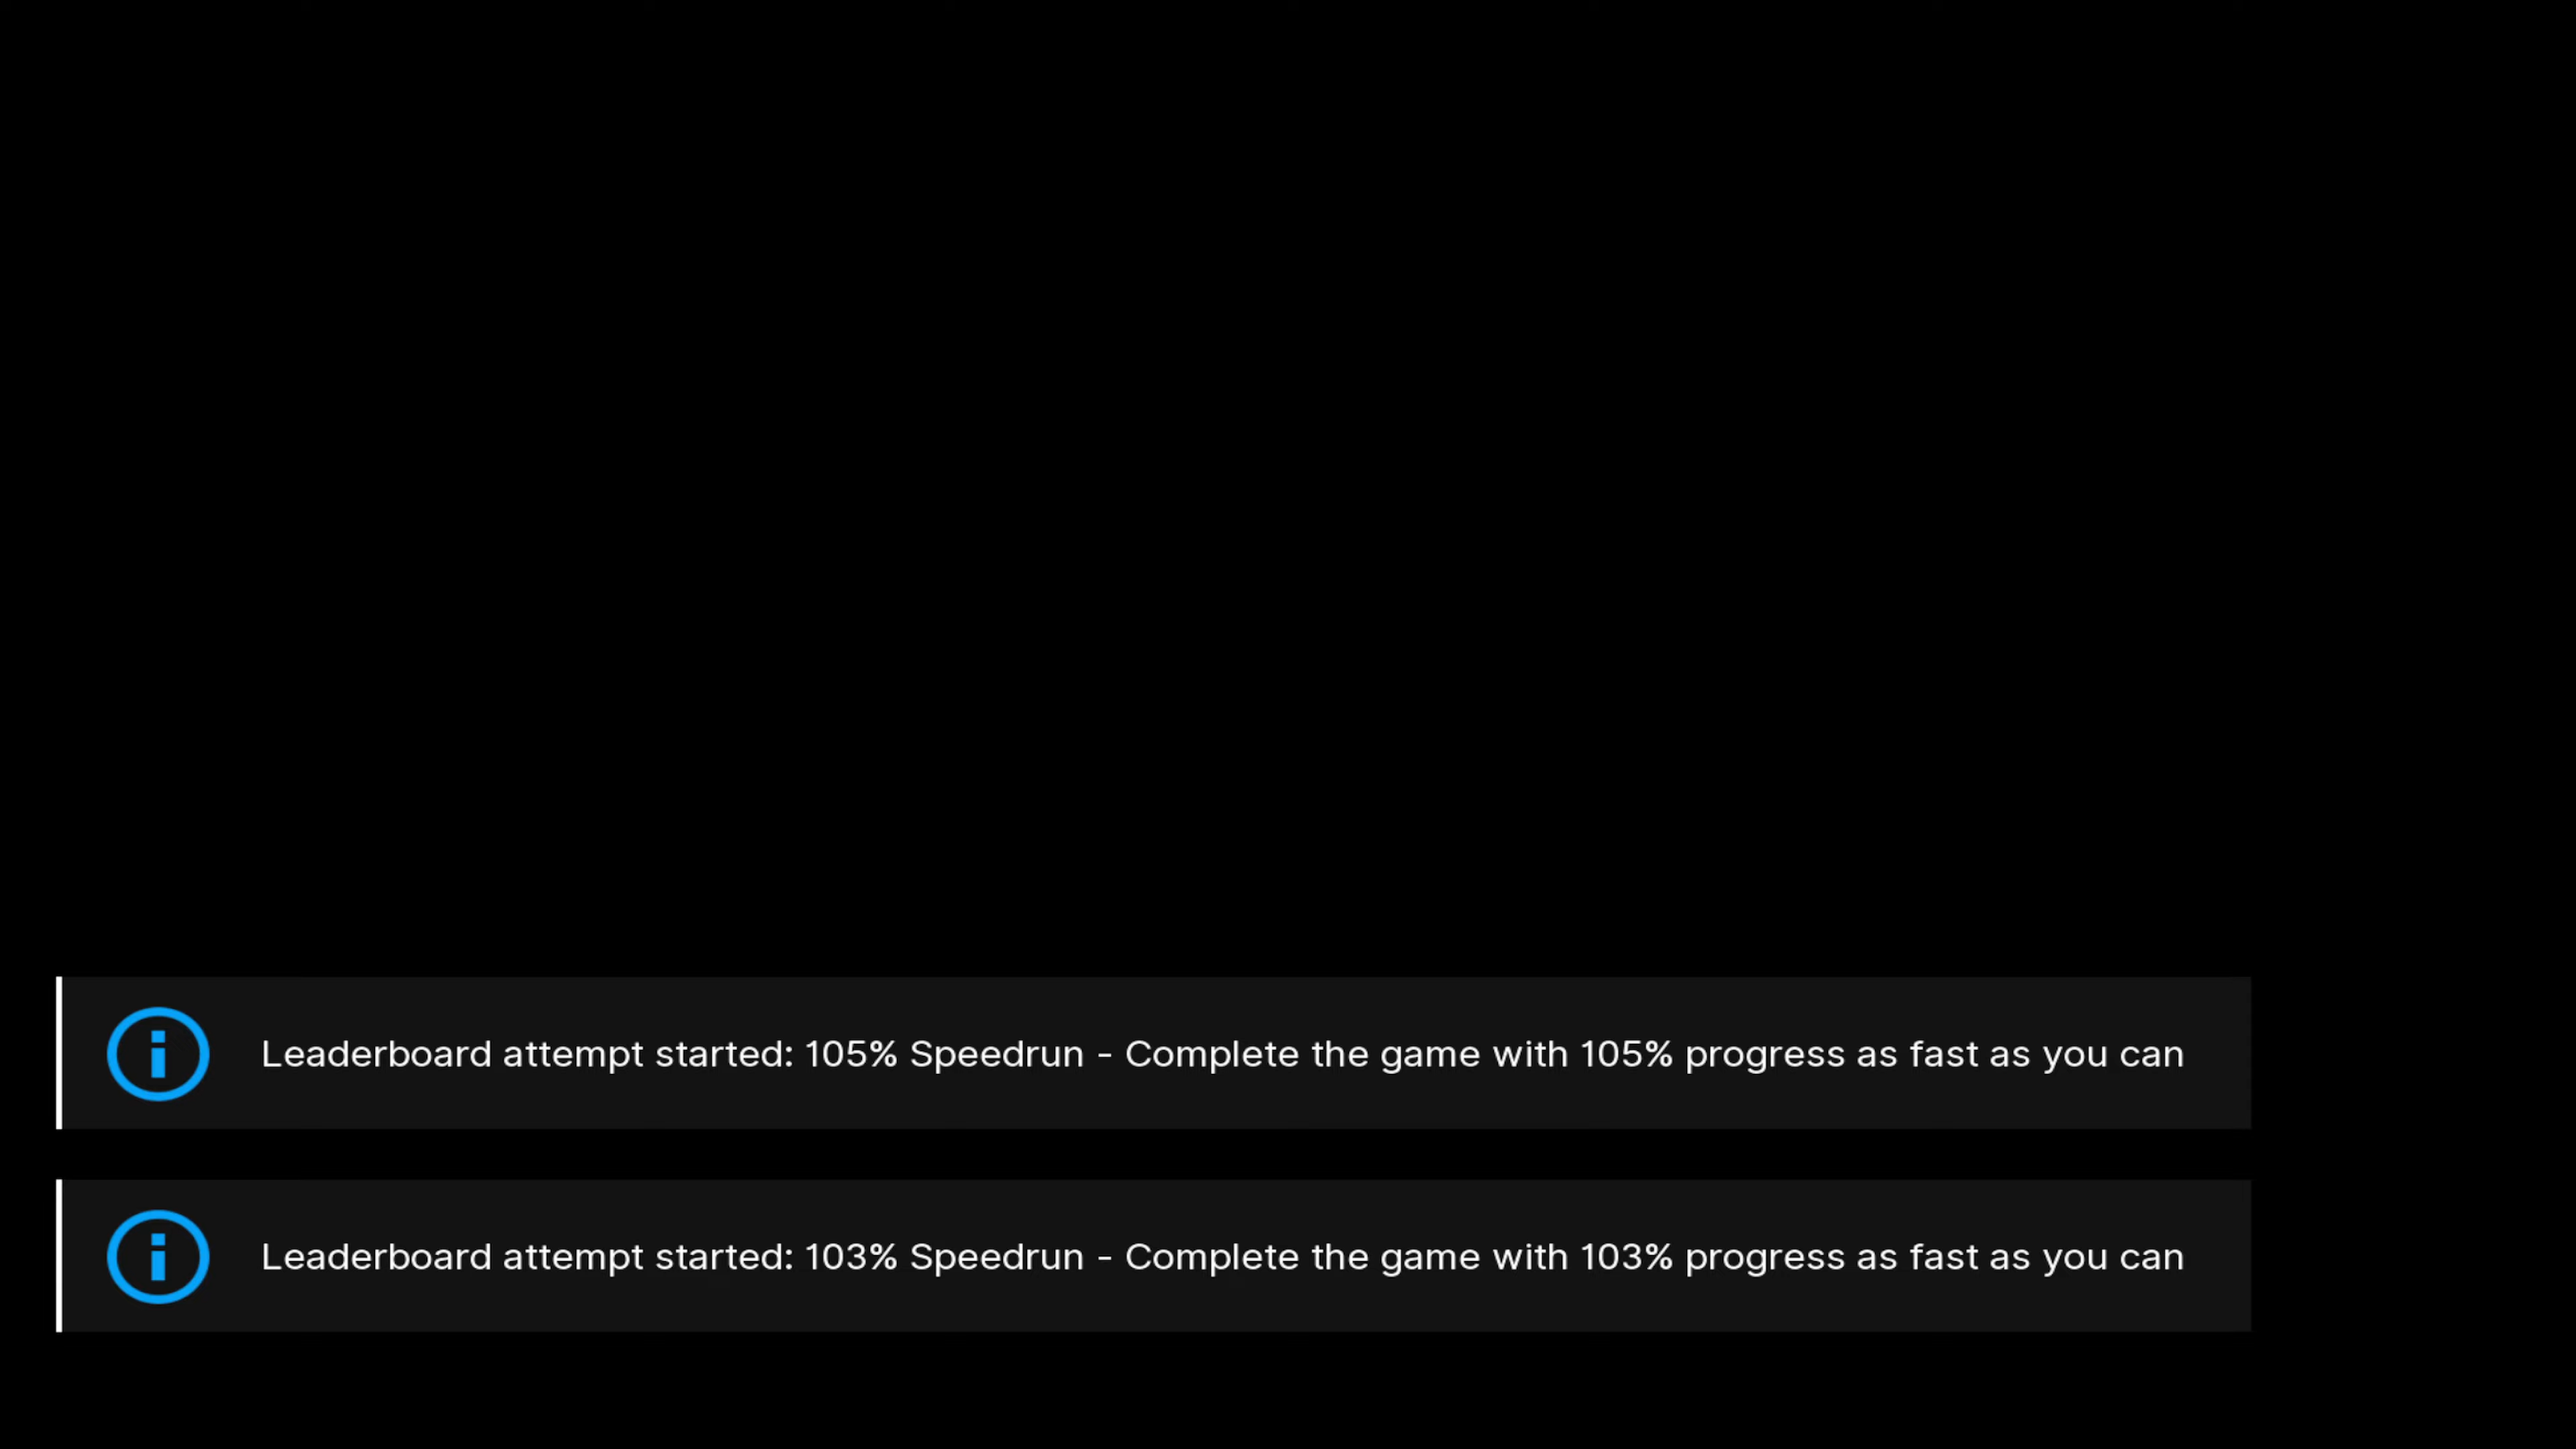 Leaderboard attempt started: 105% Speedrun - Complete the game with 105% progress as fast as you can
Leaderboard attempt started: 103% Speedrun - Complete the game with 103% progress as fast as you can